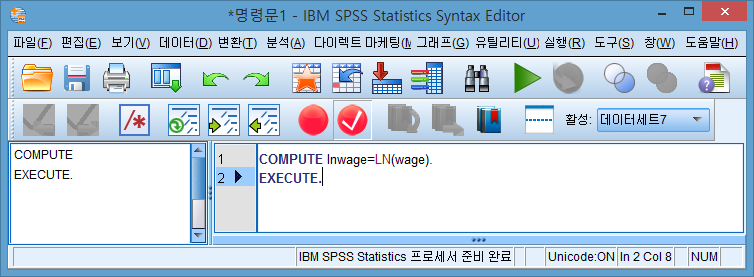 *명령문1 - IBM SPSS Statistics Syntax Editor
파일(F) 편집(E) 보기(V) 데이터(D) 변환(T) 분석(A) 다이렉트 마케팅(M 그래프(G) 유틸리티(U) 실행(R) 도구(S) 창(W) 도움말(H)
/*
활성: 데이터세트7
COMPUTE
EXECUTE.
1 COMPUTE lnwage=LN(wage).
2 EXECUTE.
IBM SPSS Statistics 프로세서 준비 완료 Unicode:ON In 2 Col 8 NUM